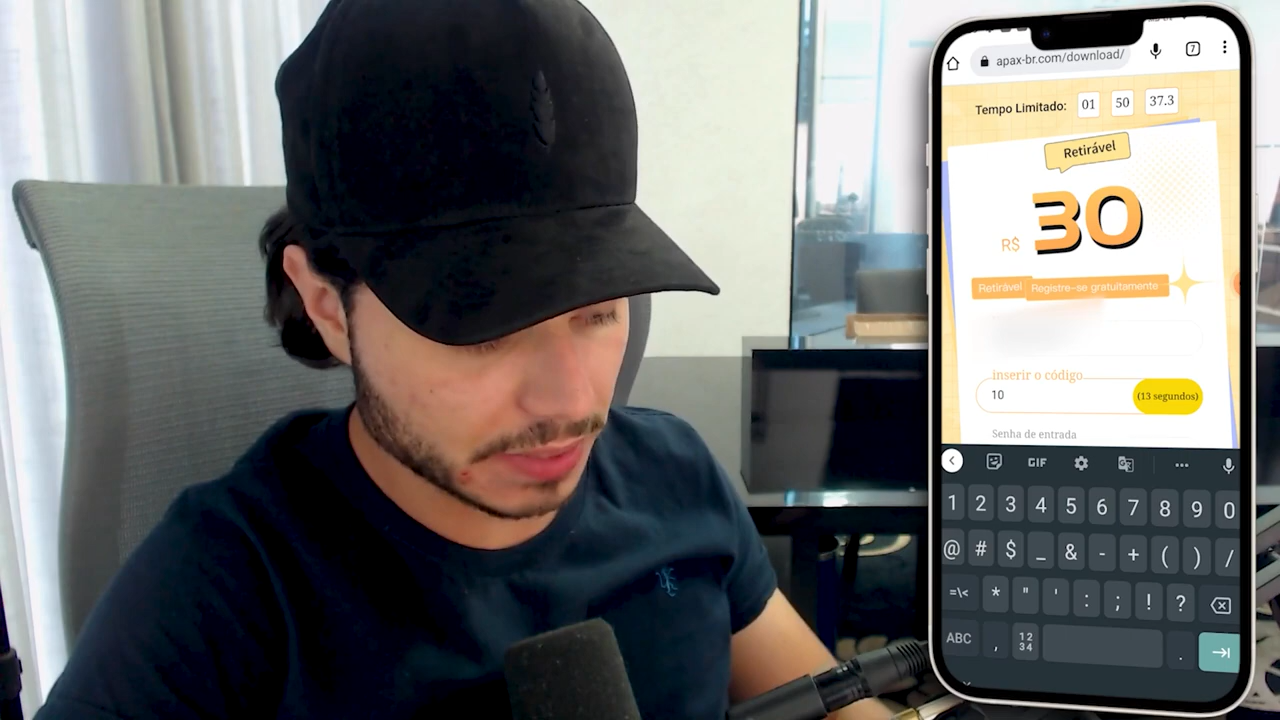 apax-br.com/download/
7
Tempo Limitado: 01 50 37.3
Retirável
R$ 30
Retirável Registre-se gratuitamente
inserir o código
10 (13 segundos)
Senha de entrada
GIF
1 2 3 4 5 6 7 8 9 0
@ # $ _ & - + ( ) /
=\< * " ' : ; ! ?
ABC , 12 34 .